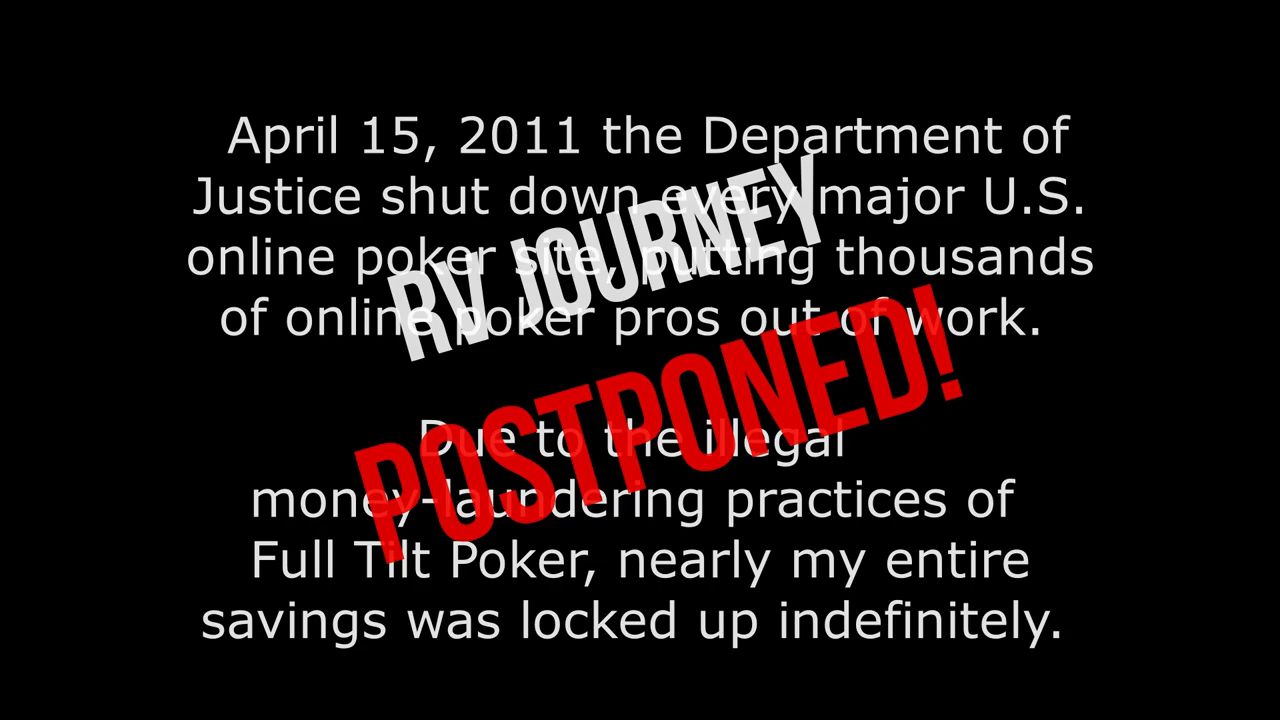 April 15, 2011 the Department of
Justice shut down every major U.S.
online poker site, putting thousands
of online poker pros out of work.
Due to the illegal
money-laundering practices of
Full Tilt Poker, nearly my entire
savings was locked up indefinitely.
RV JOURNEY
POSTPONED!